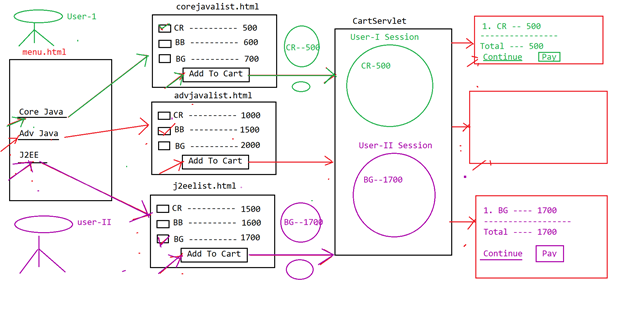 User-1
menu.html
Core Java
Adv Java
J2EE
user-II
corejavalist.html
CR ----------- 500
BB ----------- 600
BG ----------- 700
Add To Cart
advjavalist.html
CR ----------- 1000
BB ----------- 1500
BG ----------- 2000
Add To Cart
j2eelist.html
CR ----------- 1500
BB ----------- 1600
BG ----------- 1700
Add To Cart
CR--500
BG--1700
CartServlet
User-I Session
CR-500
User-II Session
BG--1700
1. CR -- 500
-----------------
Total --- 500
Continue Pay
1. BG ---- 1700
-------------------
Total ---- 1700
Continue Pay